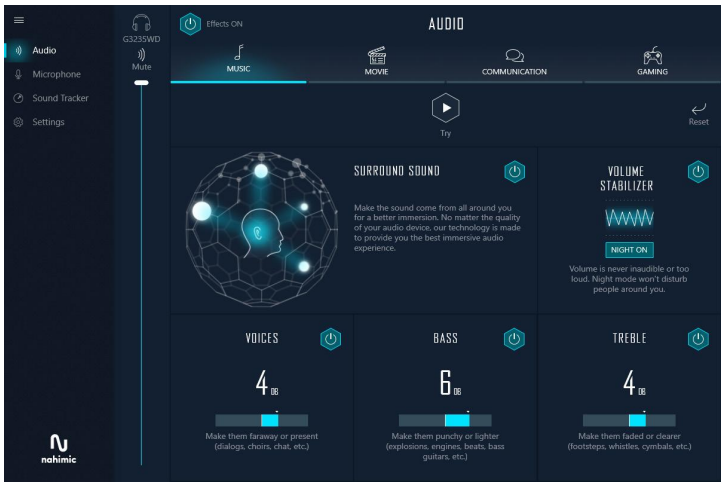 Audio
Microphone
Sound Tracker
Settings
nahimic
G3235WD
Mute
Effects ON
AUDIO
MUSIC
MOVIE
COMMUNICATION
GAMING
Try
Reset
SURROUND SOUND
Make the sound come from all around you
for a better immersion. No matter the quality
of your audio device, our technology is made
to provide you the best immersive audio
experience.
VOLUME
STABILIZER
NIGHT ON
Volume is never inaudible or too
loud. Night mode won't disturb
people around you.
VOICES
4 DB
Make them faraway or present
(dialogs, choirs, chat, etc.)
BASS
6 DB
Make them punchy or lighter
(explosions, engines, beats, bass
guitars, etc.)
TREBLE
4 DB
Make them faded or clearer
(footsteps, whistles, cymbals, etc.)